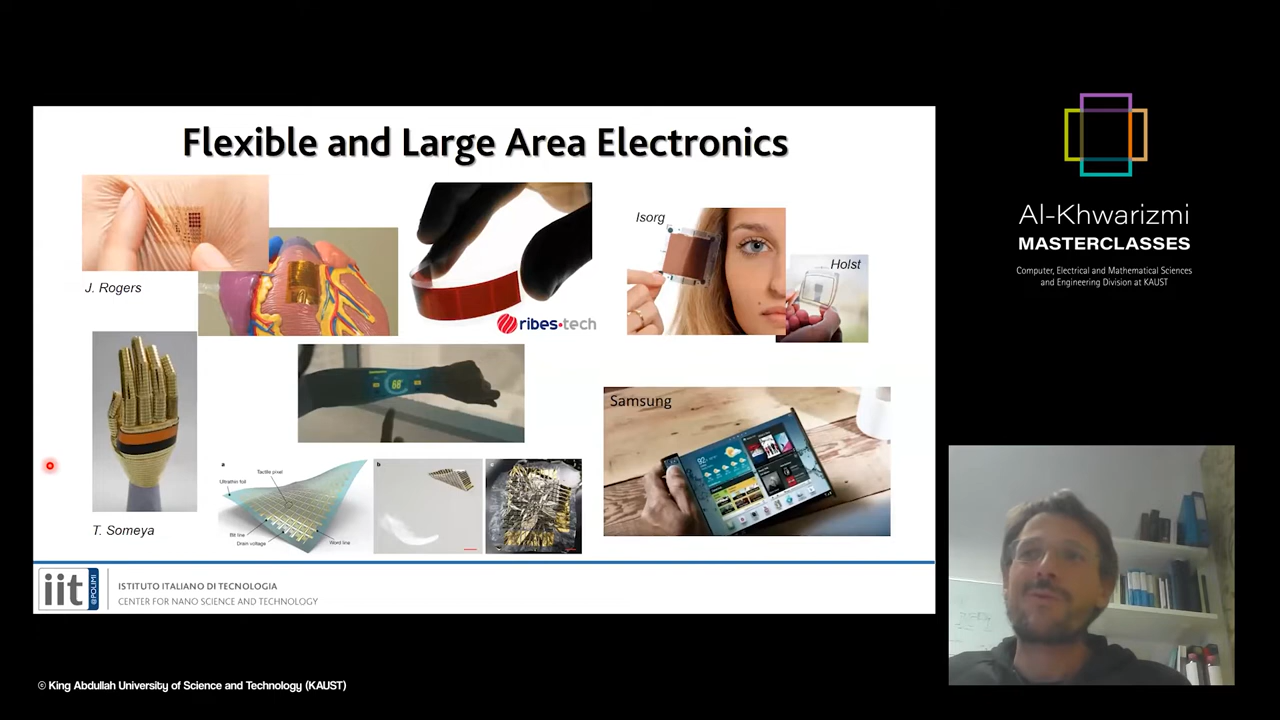 Flexible and Large Area Electronics
J. Rogers
ribes•tech
Isorg
Holst
T. Someya
66
a
Tactile pixel
Ultrathin foil
Bit line
Drain voltage
Word line
b
Samsung
iit
@POLIMI
ISTITUTO ITALIANO DI TECNOLOGIA
CENTER FOR NANO SCIENCE AND TECHNOLOGY
Al-Khwarizmi
MASTERCLASSES
Computer, Electrical and Mathematical Sciences
and Engineering Division at KAUST
© King Abdullah University of Science and Technology (KAUST)